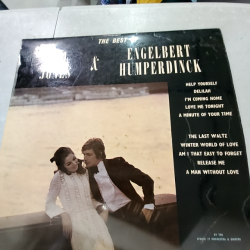 THE BEST
JONES
&
ENGELBERT
HUMPERDINCK
HELP YOURSELF
DELILAH
I'M COMING HOME
LOVE ME TONIGHT
A MINUTE OF YOUR TIME
THE LAST WALTZ
WINTER WORLD OF LOVE
AM I THAT EASY TO FORGET
RELEASE ME
A MAN WITHOUT LOVE